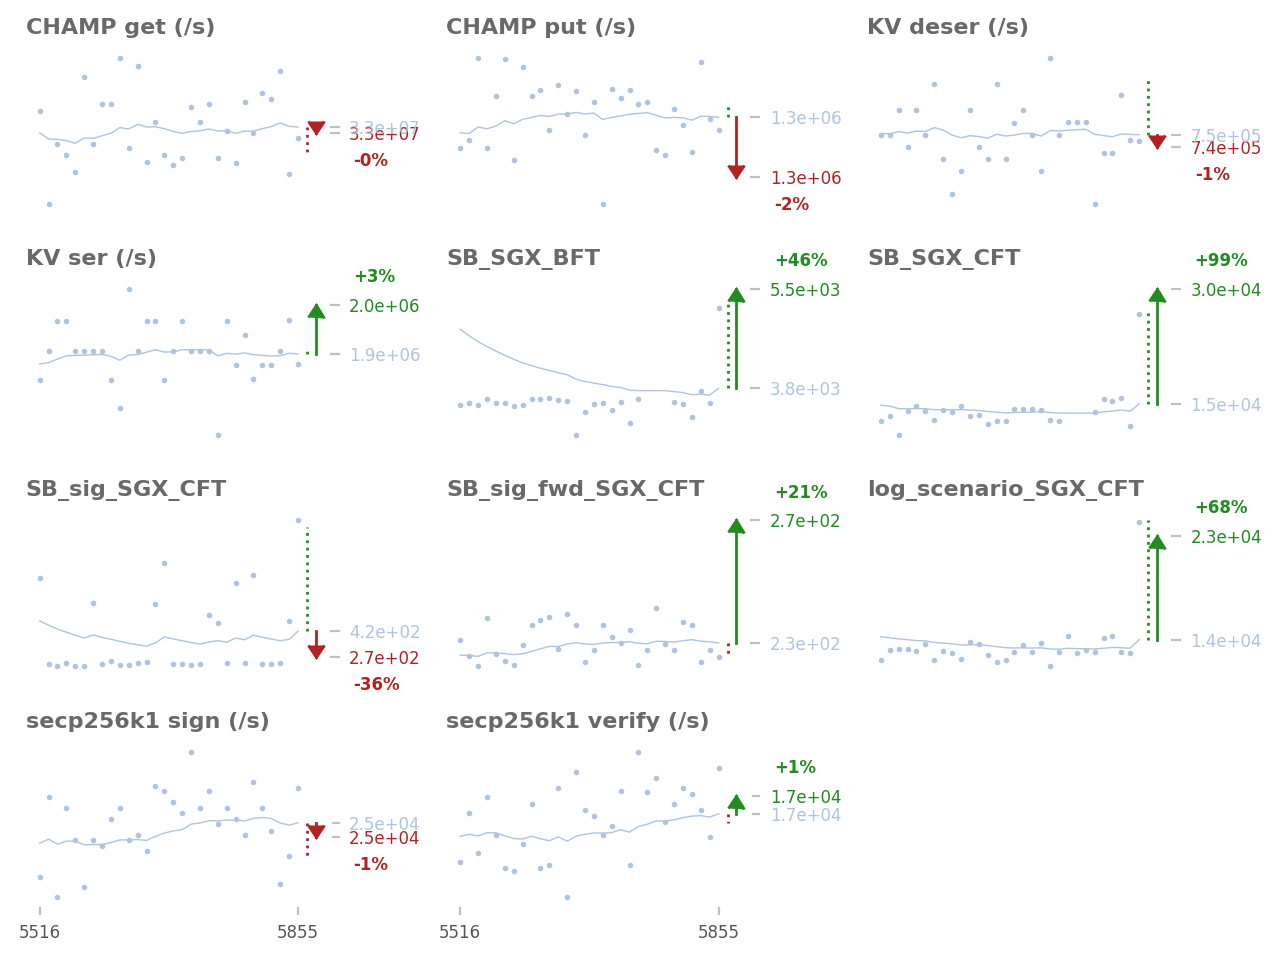 CHAMP get (/s)
3.3e+07
3.3e+07
-0%
CHAMP put (/s)
1.3e+06
1.3e+06
-2%
KV deser (/s)
7.5e+05
7.4e+05
-1%
KV ser (/s)
+3%
2.0e+06
1.9e+06
SB_SGX_BFT
+46%
5.5e+03
3.8e+03
SB_SGX_CFT
+99%
3.0e+04
1.5e+04
SB_sig_SGX_CFT
4.2e+02
2.7e+02
-36%
SB_sig_fwd_SGX_CFT
+21%
2.7e+02
2.3e+02
log_scenario_SGX_CFT
+68%
2.3e+04
1.4e+04
secp256k1 sign (/s)
2.5e+04
2.5e+04
-1%
5516
5855
secp256k1 verify (/s)
+1%
1.7e+04
1.7e+04
5516
5855